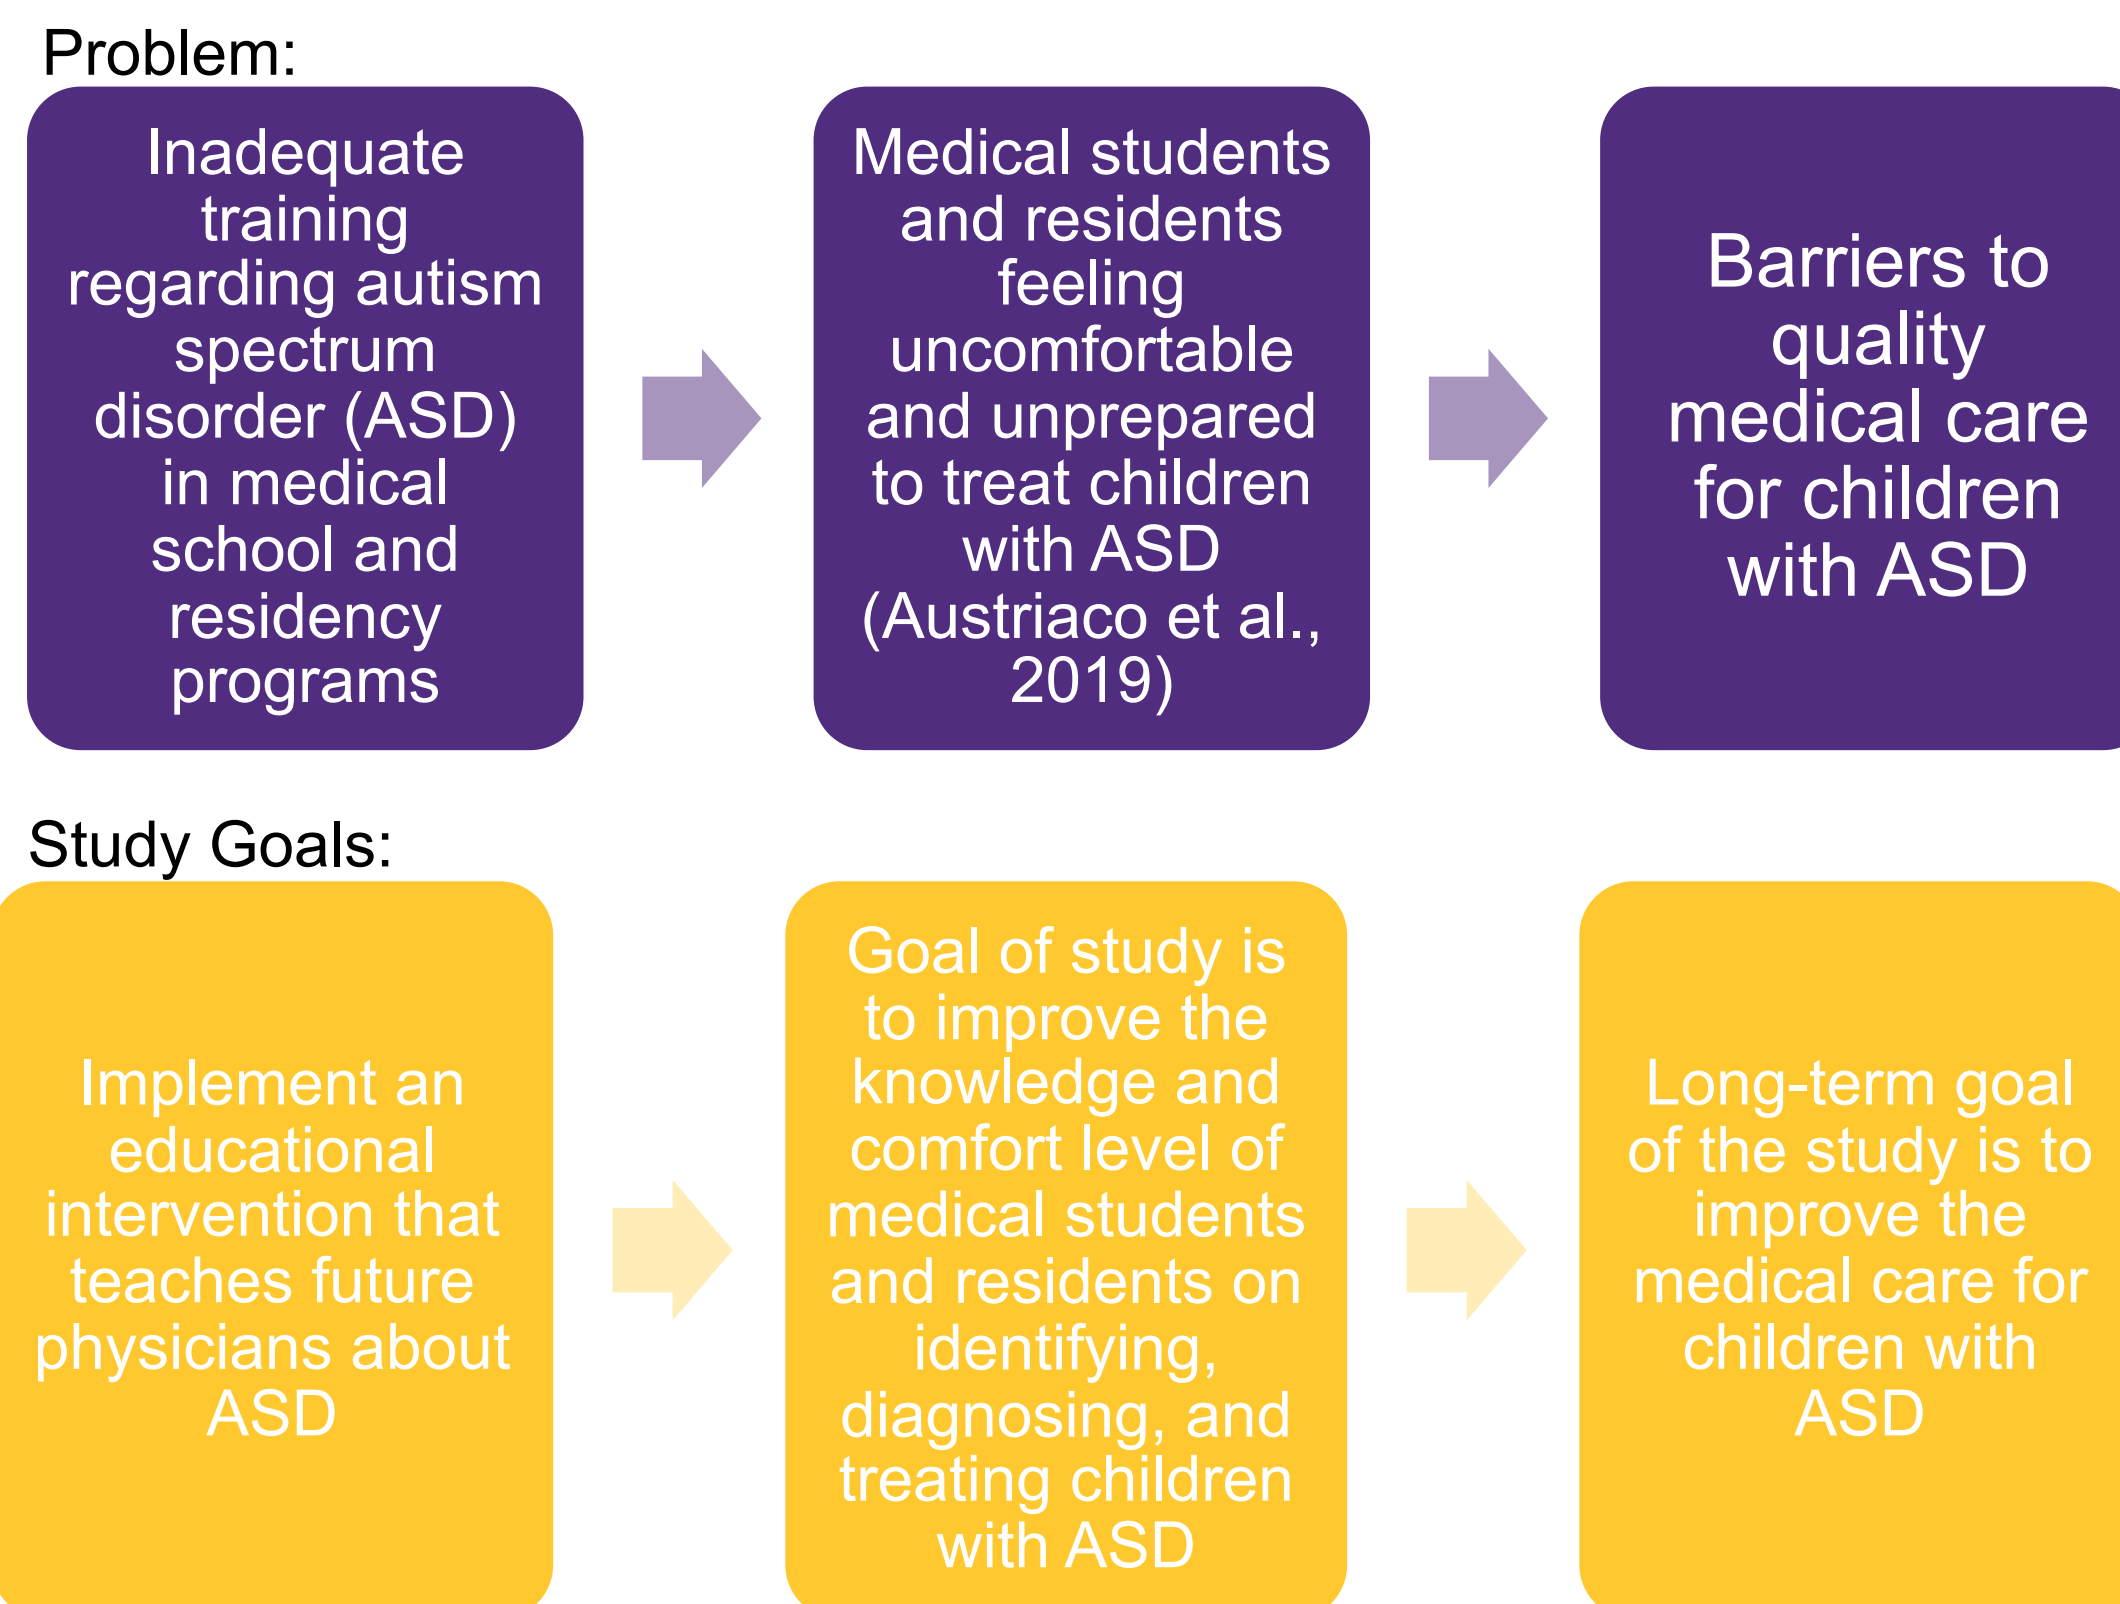 Problem:
Inadequate
training
regarding autism
spectrum
disorder (ASD)
in medical
school and
residency
programs
Medical students
and residents
feeling
uncomfortable
and unprepared
to treat children
with ASD
(Austriaco et al.,
2019)
Barriers to
quality
medical care
for children
with ASD
Study Goals:
Implement an
educational
intervention that
teaches future
physicians about
ASD
Goal of study is
to improve the
knowledge and
comfort level of
medical students
and residents on
identifying,
diagnosing, and
treating children
with ASD
Long-term goal
of the study is to
improve the
medical care for
children with
ASD